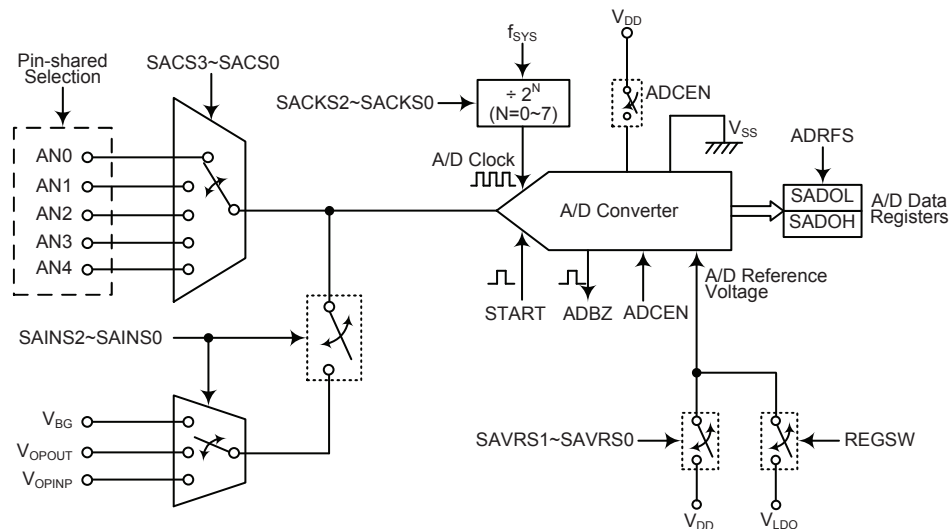 V_DD
f_SYS
Pin-shared
Selection
SACS3~SACS0
SACKS2~SACKS0
÷ 2^N
(N=0~7)
ADCEN
V_SS
ADRFS
A/D Clock
AN0
AN1
AN2
AN3
AN4
A/D Converter
SADOL
SADOH
A/D Data
Registers
START
ADBZ
ADCEN
A/D Reference
Voltage
SAINS2~SAINS0
V_BG
V_OPOUT
V_OPINP
SAVRS1~SAVRS0
REGSW
V_DD
V_LDO